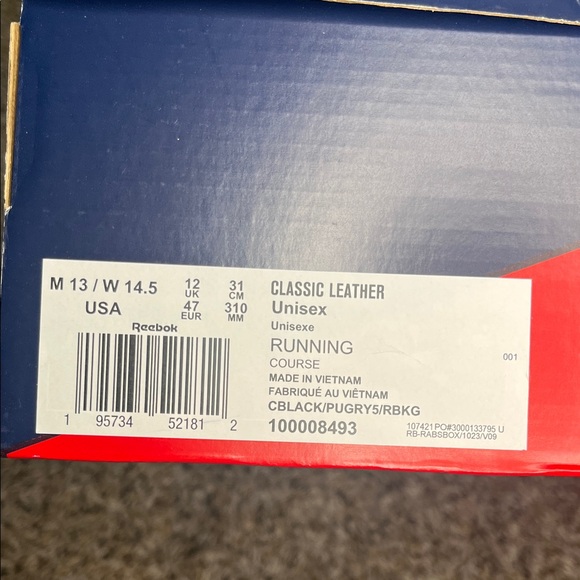 M 13 / W 14.5 12 UK 31 CM
USA 47 EUR 310 MM
Reebok
1 95734 52181 2
CLASSIC LEATHER
Unisex
Unisexe
RUNNING
COURSE
001
MADE IN VIETNAM
FABRIQUÉ AU VIÊTNAM
CBLACK/PUGRY5/RBKG
100008493
107421 PO#3000133795 U
RB-RABSBOX/1023/V09